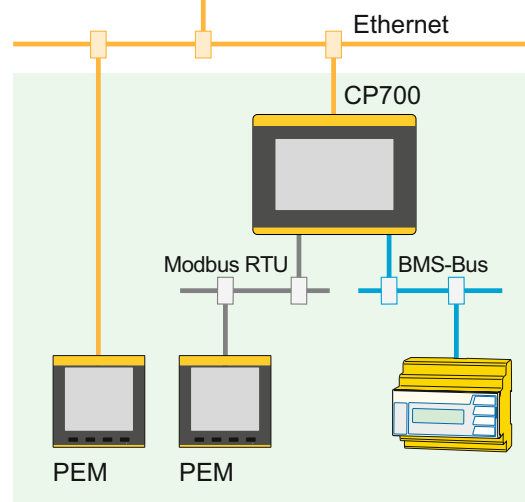 Ethernet
CP700
Modbus RTU
BMS-Bus
PEM
PEM